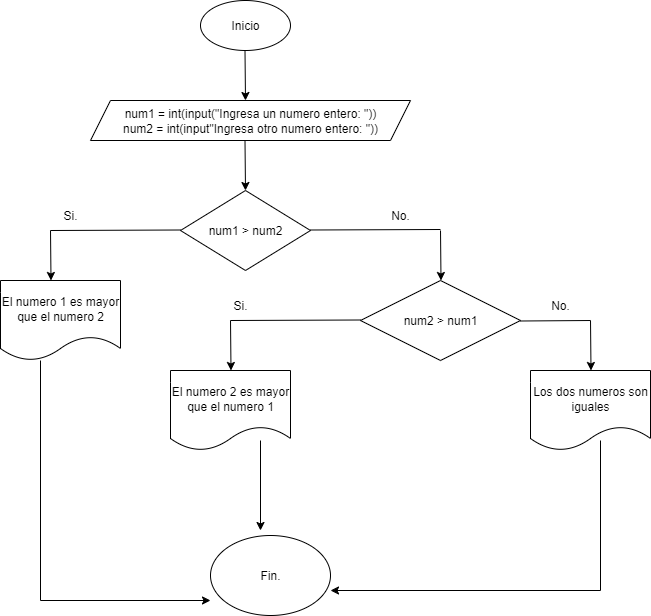 Inicio
num1 = int(input("Ingresa un numero entero: "))
num2 = int(input"Ingresa otro numero entero: "))
num1 > num2
Si.
No.
El numero 1 es mayor
que el numero 2
num2 > num1
Si.
No.
El numero 2 es mayor
que el numero 1
Los dos numeros son
iguales
Fin.